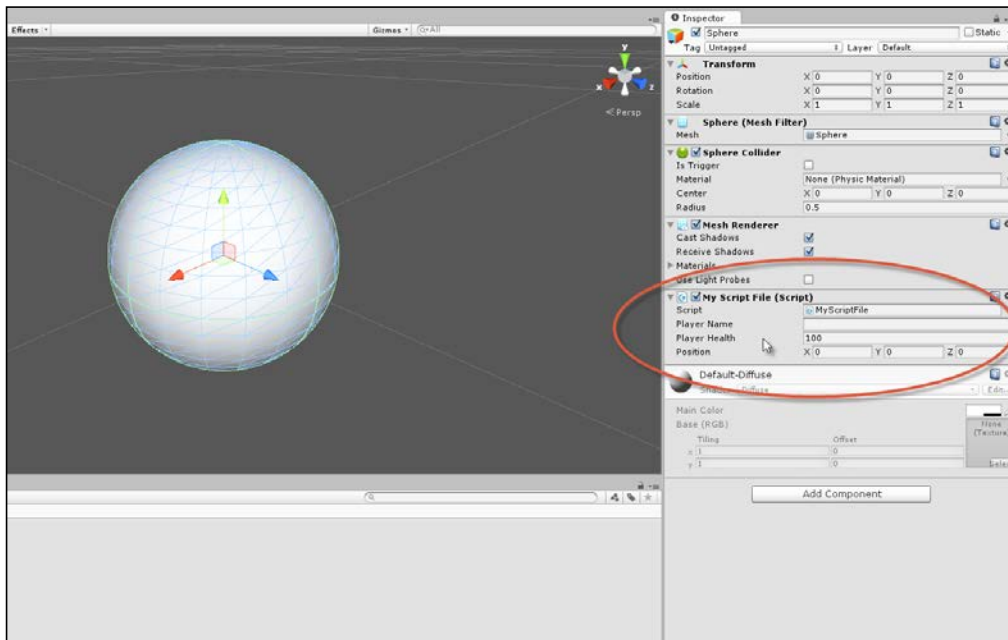 Effects
Gizmos
All
y
x
z
Persp
Inspector
Sphere
Static
Tag Untagged Layer Default
Transform
Position X 0 Y 0 Z 0
Rotation X 0 Y 0 Z 0
Scale X 1 Y 1 Z 1
Sphere (Mesh Filter)
Mesh Sphere
Sphere Collider
Is Trigger
Material None (Physic Material)
Center X 0 Y 0 Z 0
Radius 0.5
Mesh Renderer
Cast Shadows
Receive Shadows
Materials
Use Light Probes
My Script File (Script)
Script MyScriptFile
Player Name
Player Health 100
Position X 0 Y 0 Z 0
Default-Diffuse
Shader Diffuse
Edit...
Main Color
Base (RGB) None
(Texture)
Tiling Offset
x 1 0
y 1 0
Select
Add Component